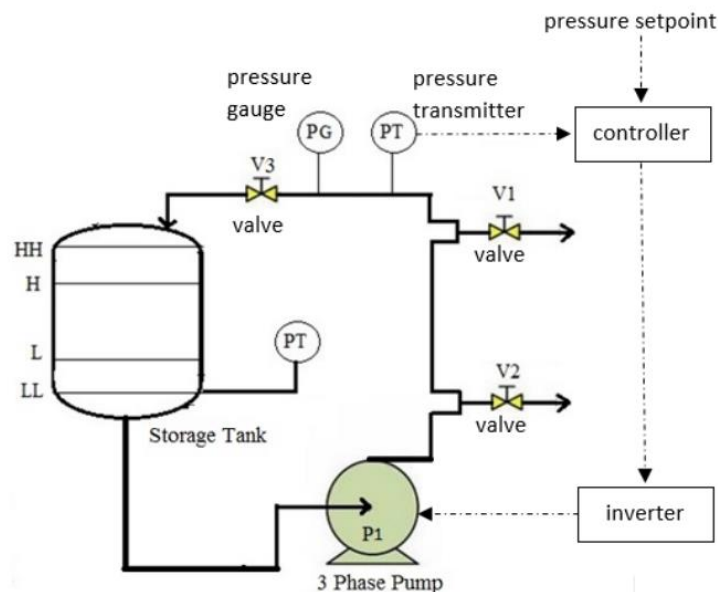 pressure setpoint
pressure
gauge
pressure
transmitter
PG
PT
controller
V3
valve
V1
valve
HH
H
L
LL
PT
V2
valve
Storage Tank
P1
inverter
3 Phase Pump